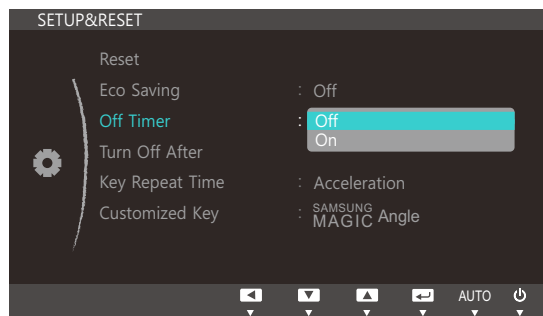 SETUP&RESET
Reset
Eco Saving : Off
Off Timer : Off
On
Turn Off After
Key Repeat Time : Acceleration
Customized Key : SAMSUNG MAGIC Angle
AUTO